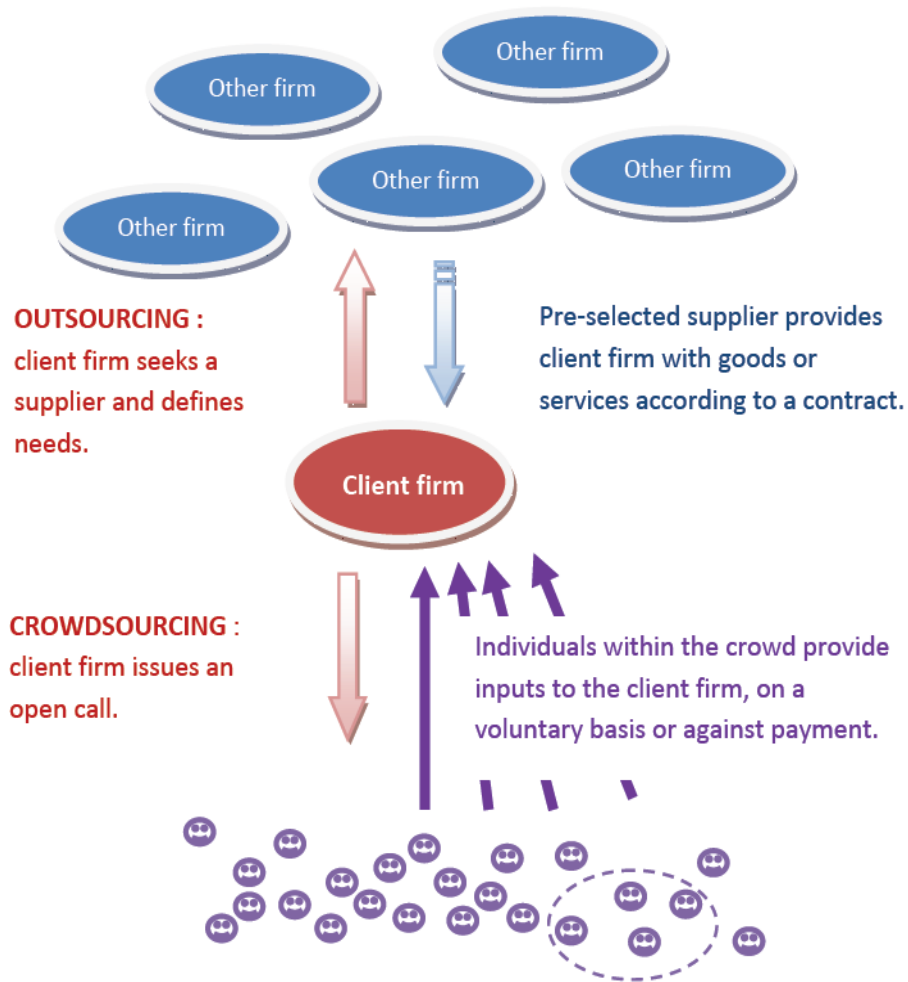 Other firm
Other firm
Other firm
Other firm
Other firm
OUTSOURCING :
client firm seeks a
supplier and defines
needs.
Pre-selected supplier provides
client firm with goods or
services according to a contract.
Client firm
CROWDSOURCING :
client firm issues an
open call.
Individuals within the crowd provide
inputs to the client firm, on a
voluntary basis or against payment.